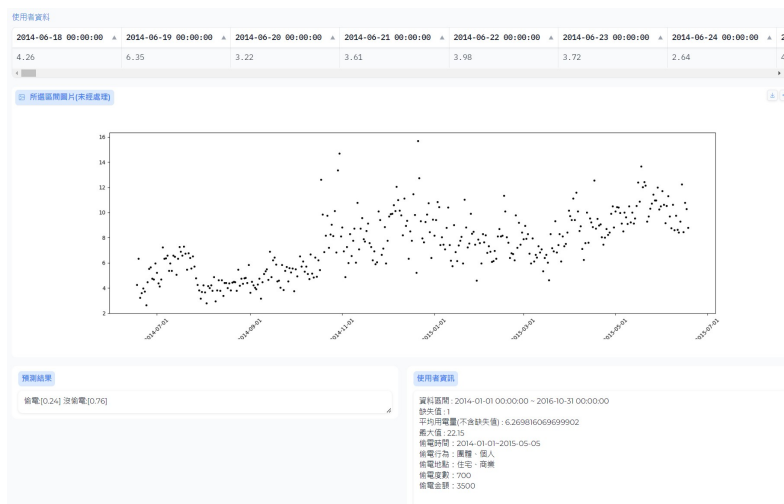 使用者資料
2014-06-18 00:00:00 2014-06-19 00:00:00 2014-06-20 00:00:00 2014-06-21 00:00:00 2014-06-22 00:00:00 2014-06-23 00:00:00 2014-06-24 00:00:00 2
4.26 6.35 3.22 3.61 3.98 3.72 2.64 4
所選區間圖片(未經處理)
16
14
12
10
8
6
4
2
2014-07-01 2014-09-01 2014-11-01 2015-01-01 2015-03-01 2015-05-01 2015-07-01
預測結果
偷電:[0.24] 沒偷電:[0.76]
使用者資訊
資料區間 : 2014-01-01 00:00:00 ~ 2016-10-31 00:00:00
缺失值 : 1
平均用電量(不含缺失值) : 6.269816069699902
最大值 : 22.15
偷電時間 : 2014-01-01~2015-05-05
偷電行為 : 團體 - 個人
偷電地點 : 住宅 - 商業
偷電度數 : 700
偷電金額 : 3500